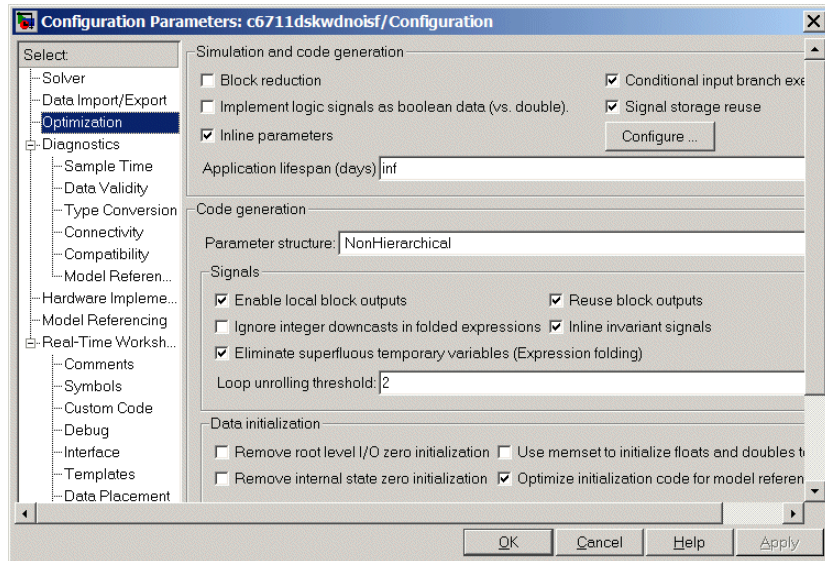 Configuration Parameters: c6711dskwdnoisf/Configuration
Select:
Solver
Data Import/Export
Optimization
Diagnostics
Sample Time
Data Validity
Type Conversion
Connectivity
Compatibility
Model Referen...
Hardware Impleme...
Model Referencing
Real-Time Worksh...
Comments
Symbols
Custom Code
Debug
Interface
Templates
Data Placement
Simulation and code generation
Block reduction
Conditional input branch exe
Implement logic signals as boolean data (vs. double).
Signal storage reuse
Inline parameters
Configure ...
Application lifespan (days) inf
Code generation
Parameter structure: NonHierarchical
Signals
Enable local block outputs
Reuse block outputs
Ignore integer downcasts in folded expressions
Inline invariant signals
Eliminate superfluous temporary variables (Expression folding)
Loop unrolling threshold: 2
Data initialization
Remove root level I/O zero initialization
Use memset to initialize floats and doubles to
Remove internal state zero initialization
Optimize initialization code for model referen
OK
Cancel
Help
Apply